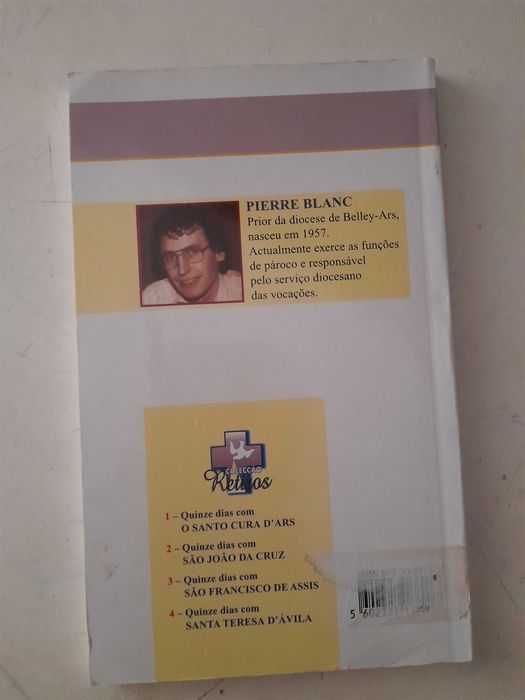 PIERRE BLANC
Prior da diocese de Belley-Ars,
nasceu em 1957.
Actualmente exerce as funções
de pároco e responsável
pelo serviço diocesano
das vocações.
COLECÇÃO
Retiros
1 – Quinze dias com
O SANTO CURA D'ARS
2 – Quinze dias com
SÃO JOÃO DA CRUZ
3 – Quinze dias com
SÃO FRANCISCO DE ASSIS
4 – Quinze dias com
SANTA TERESA D'ÁVILA
ISBN